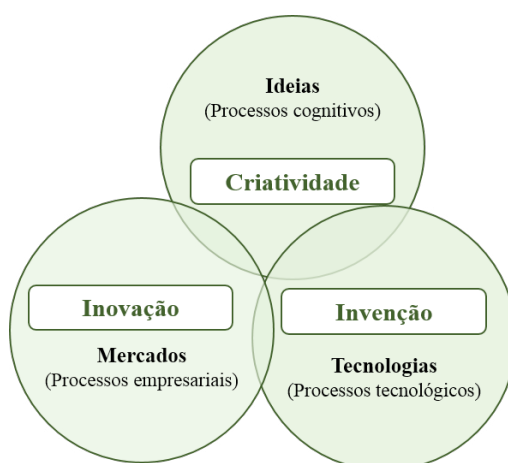 Ideias
(Processos cognitivos)
Criatividade
Inovação
Mercados
(Processos empresariais)
Invenção
Tecnologias
(Processos tecnológicos)